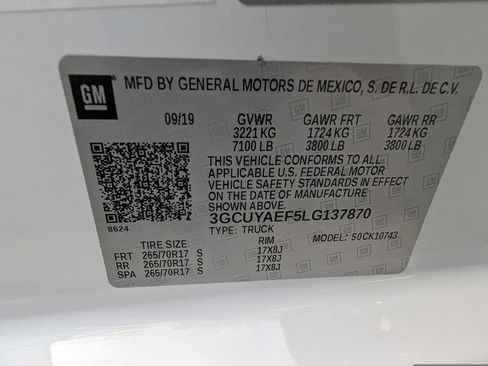 GM
MFD BY GENERAL MOTORS DE MEXICO, S. DE R.L. DE C.V.
09/19 GVWR GAWR FRT GAWR RR
3221 KG 1724 KG 1724 KG
7100 LB 3800 LB 3800 LB
THIS VEHICLE CONFORMS TO ALL
APPLICABLE U.S. FEDERAL MOTOR
VEHICLE SAFETY STANDARDS IN EFFECT
ON THE DATE OF MANUFACTURE
SHOWN ABOVE.
3GCUYAEF5LG137870
8624 TYPE: TRUCK MODEL: 50CK10743
TIRE SIZE RIM
FRT 265/70R17 S 17X8J
RR 265/70R17 S 17X8J
SPA 265/70R17 S 17X8J